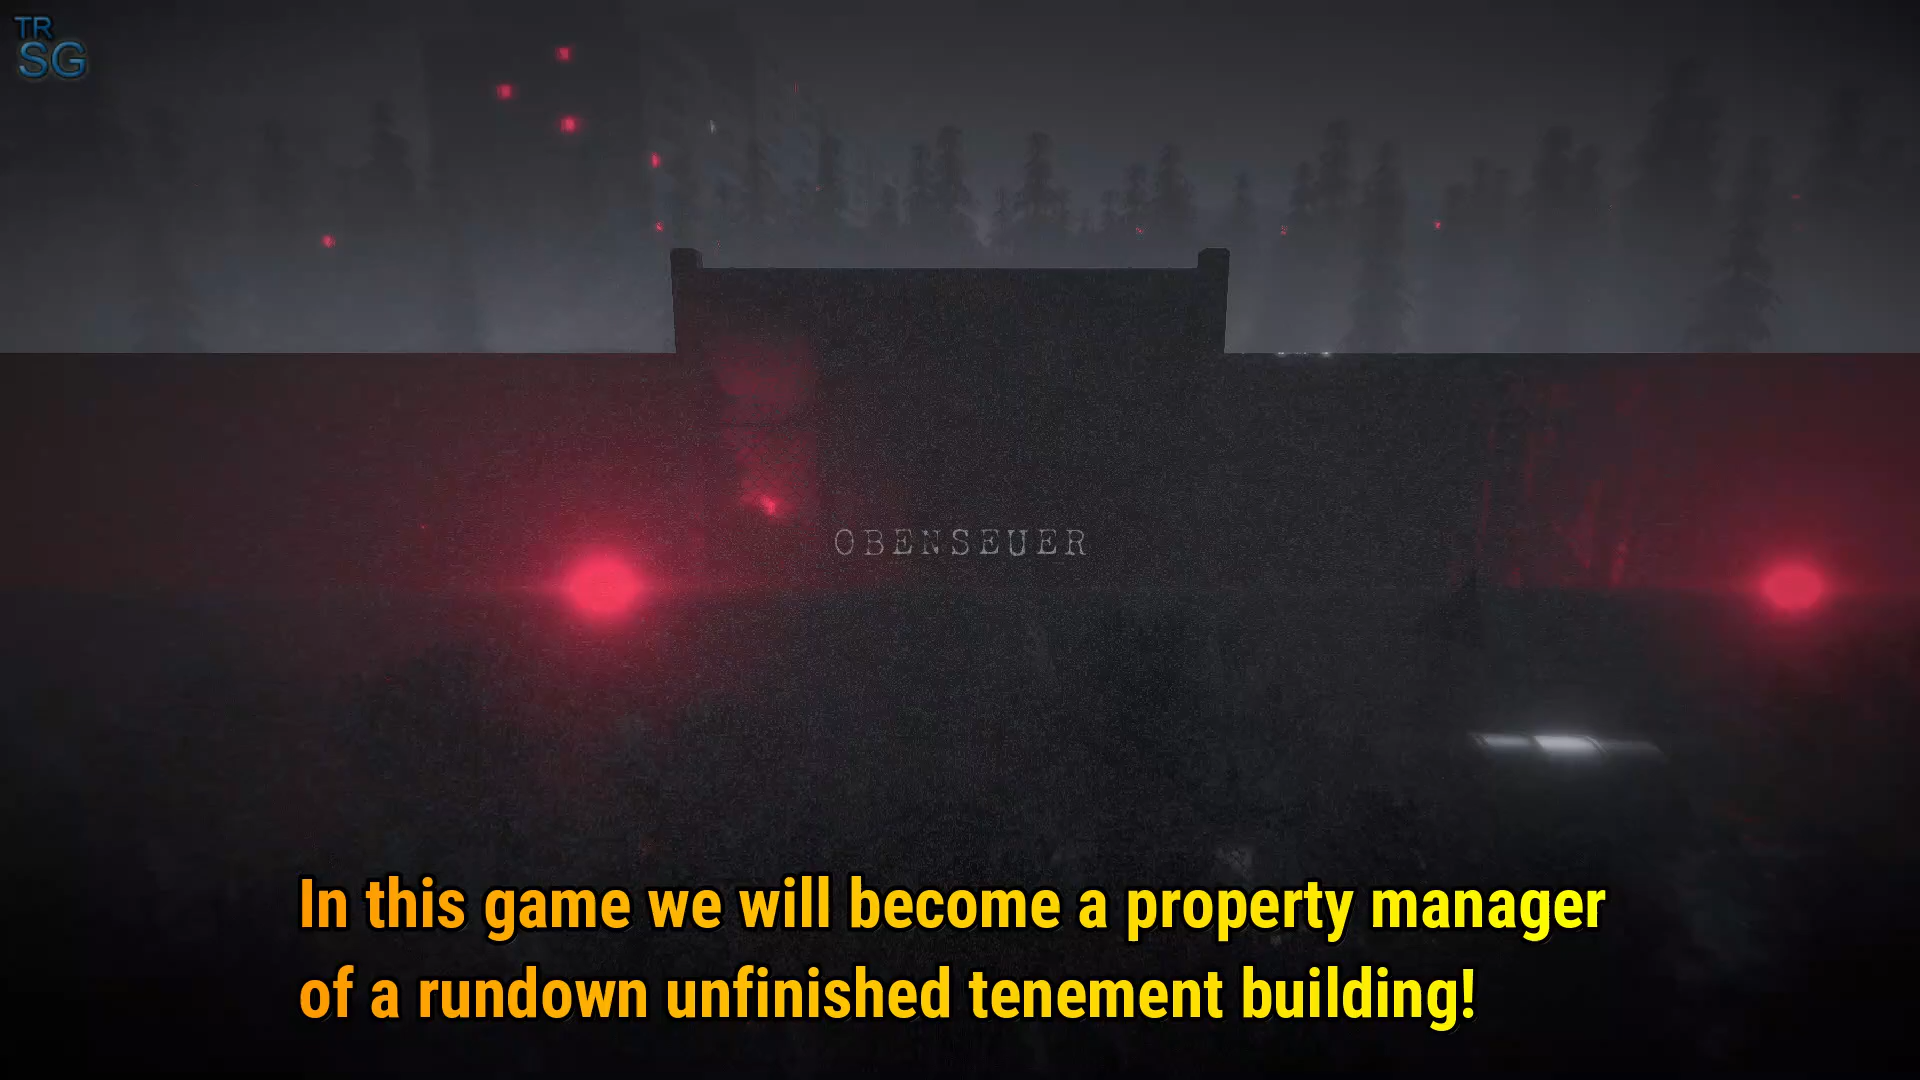 TR
SG
OBENSEUER
In this game we will become a property manager
of a rundown unfinished tenement building!